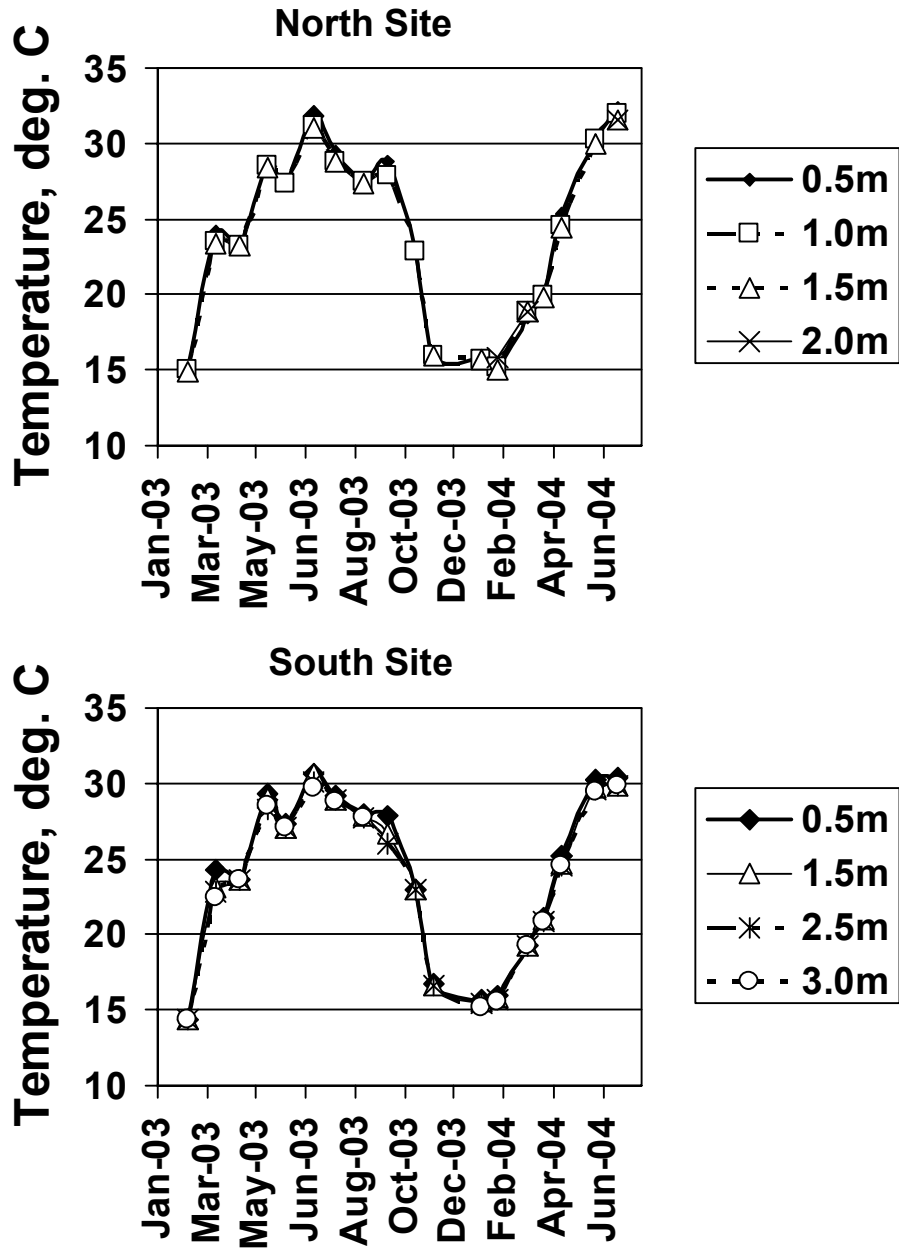 North Site
Temperature, deg. C
35
30
25
20
15
10
Jan-03
Mar-03
May-03
Jun-03
Aug-03
Oct-03
Dec-03
Feb-04
Apr-04
Jun-04
0.5m
1.0m
1.5m
2.0m
South Site
Temperature, deg. C
35
30
25
20
15
10
Jan-03
Mar-03
May-03
Jun-03
Aug-03
Oct-03
Dec-03
Feb-04
Apr-04
Jun-04
0.5m
1.5m
2.5m
3.0m